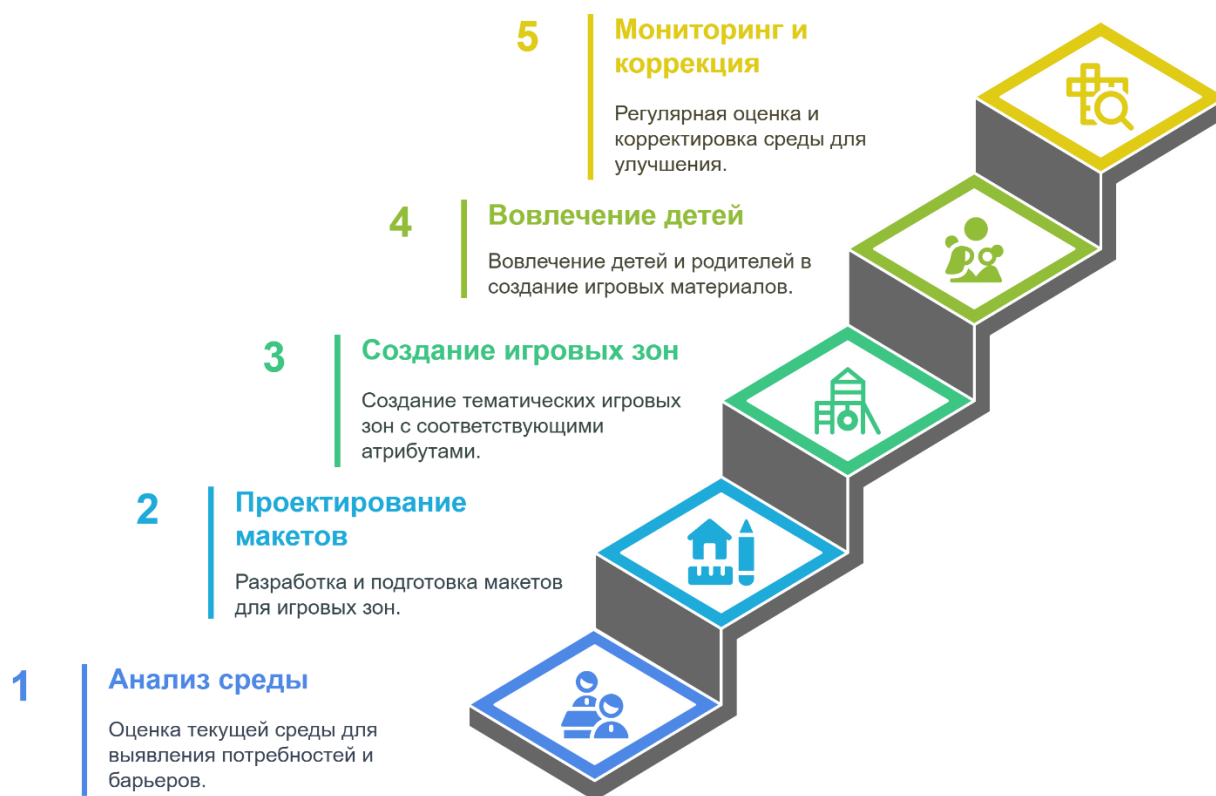 5
Мониторинг и
коррекция
Регулярная оценка и
корректировка среды для
улучшения.
4
Вовлечение детей
Вовлечение детей и родителей в
создание игровых материалов.
3
Создание игровых зон
Создание тематических игровых
зон с соответствующими
атрибутами.
2
Проектирование
макетов
Разработка и подготовка макетов
для игровых зон.
1
Анализ среды
Оценка текущей среды для
выявления потребностей и
барьеров.